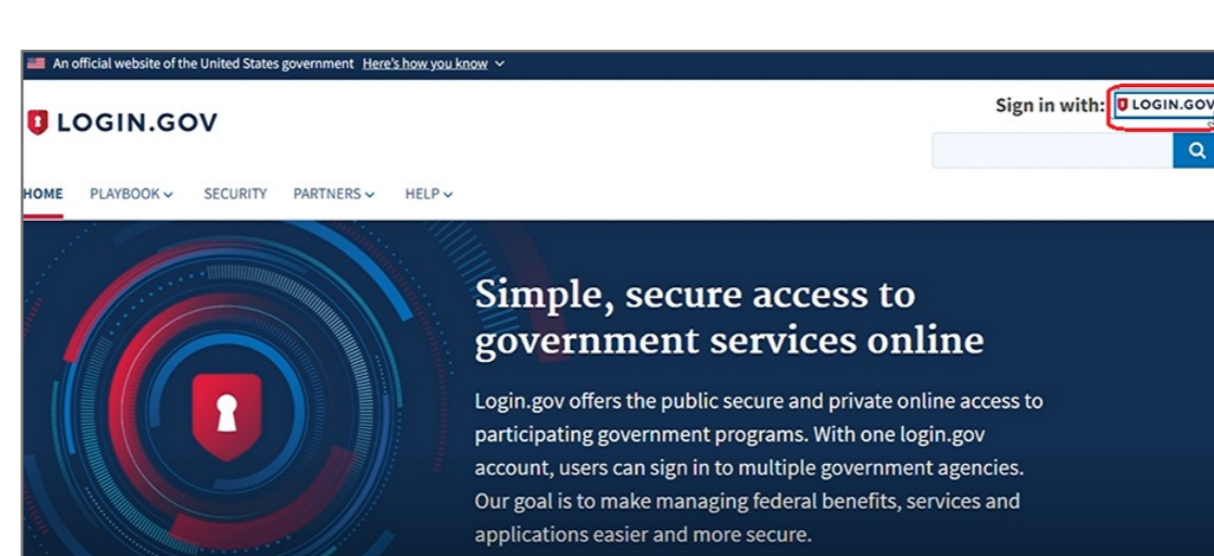 An official website of the United States government Here's how you know
LOGIN.GOV
Sign in with: LOGIN.GOV
HOME PLAYBOOK SECURITY PARTNERS HELP
Simple, secure access to
government services online
Login.gov offers the public secure and private online access to
participating government programs. With one login.gov
account, users can sign in to multiple government agencies.
Our goal is to make managing federal benefits, services and
applications easier and more secure.